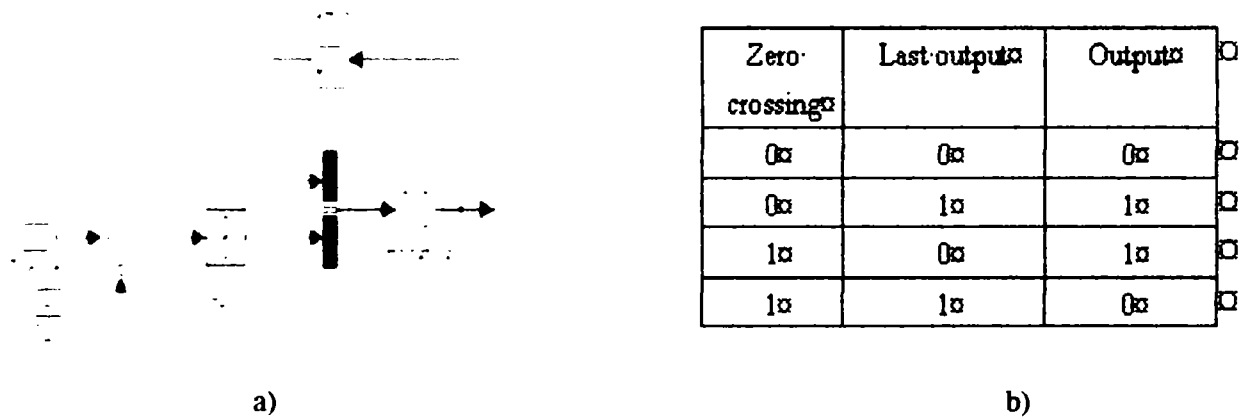 Zero·
crossing¤ Last·output¤ Output¤ ¤
0¤ 0¤ 0¤ ¤
0¤ 1¤ 1¤ ¤
1¤ 0¤ 1¤ ¤
1¤ 1¤ 0¤ ¤
a) b)